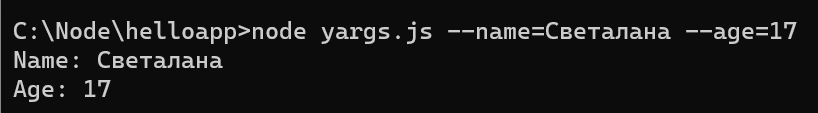 C:\Node\helloapp>node yargs.js --name=Светалана --age=17
Name: Светалана
Age: 17